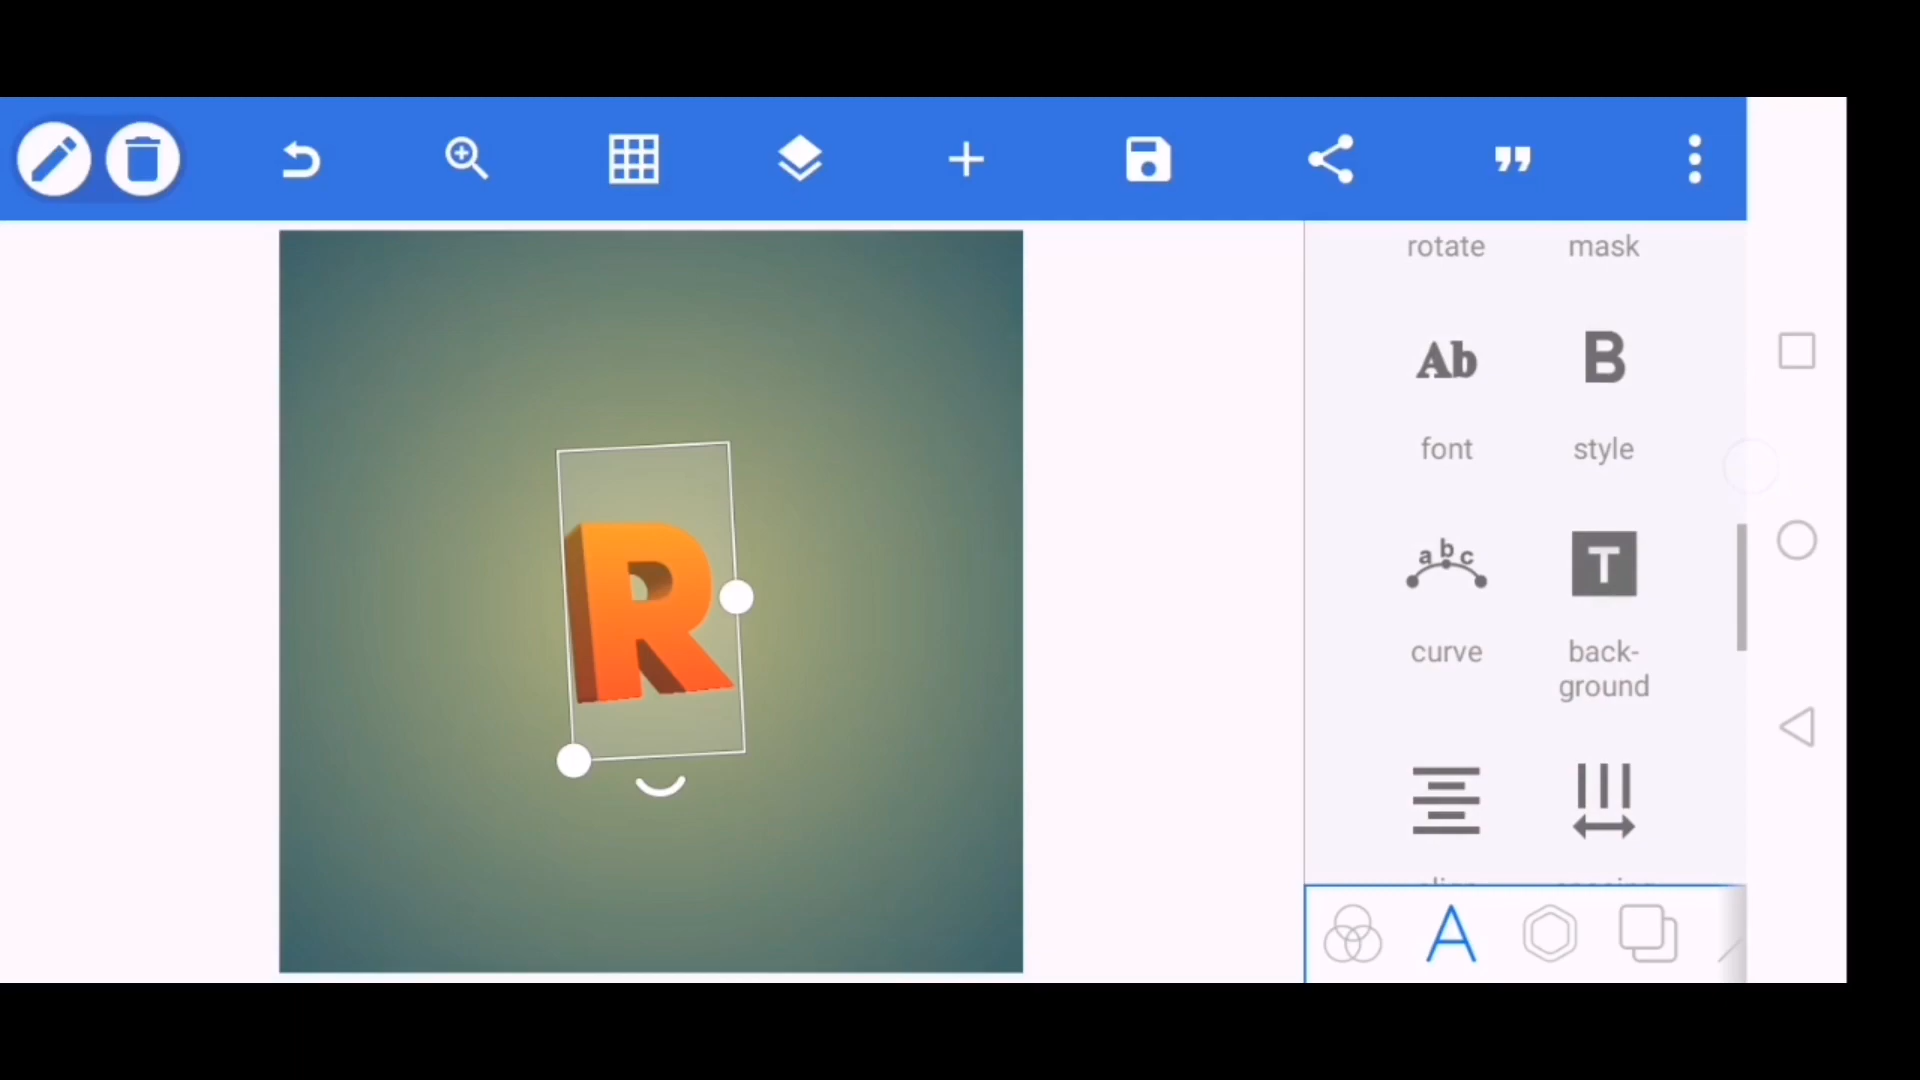 rotate
mask
Ab
B
font
style
abc
T
curve
back-
ground
R